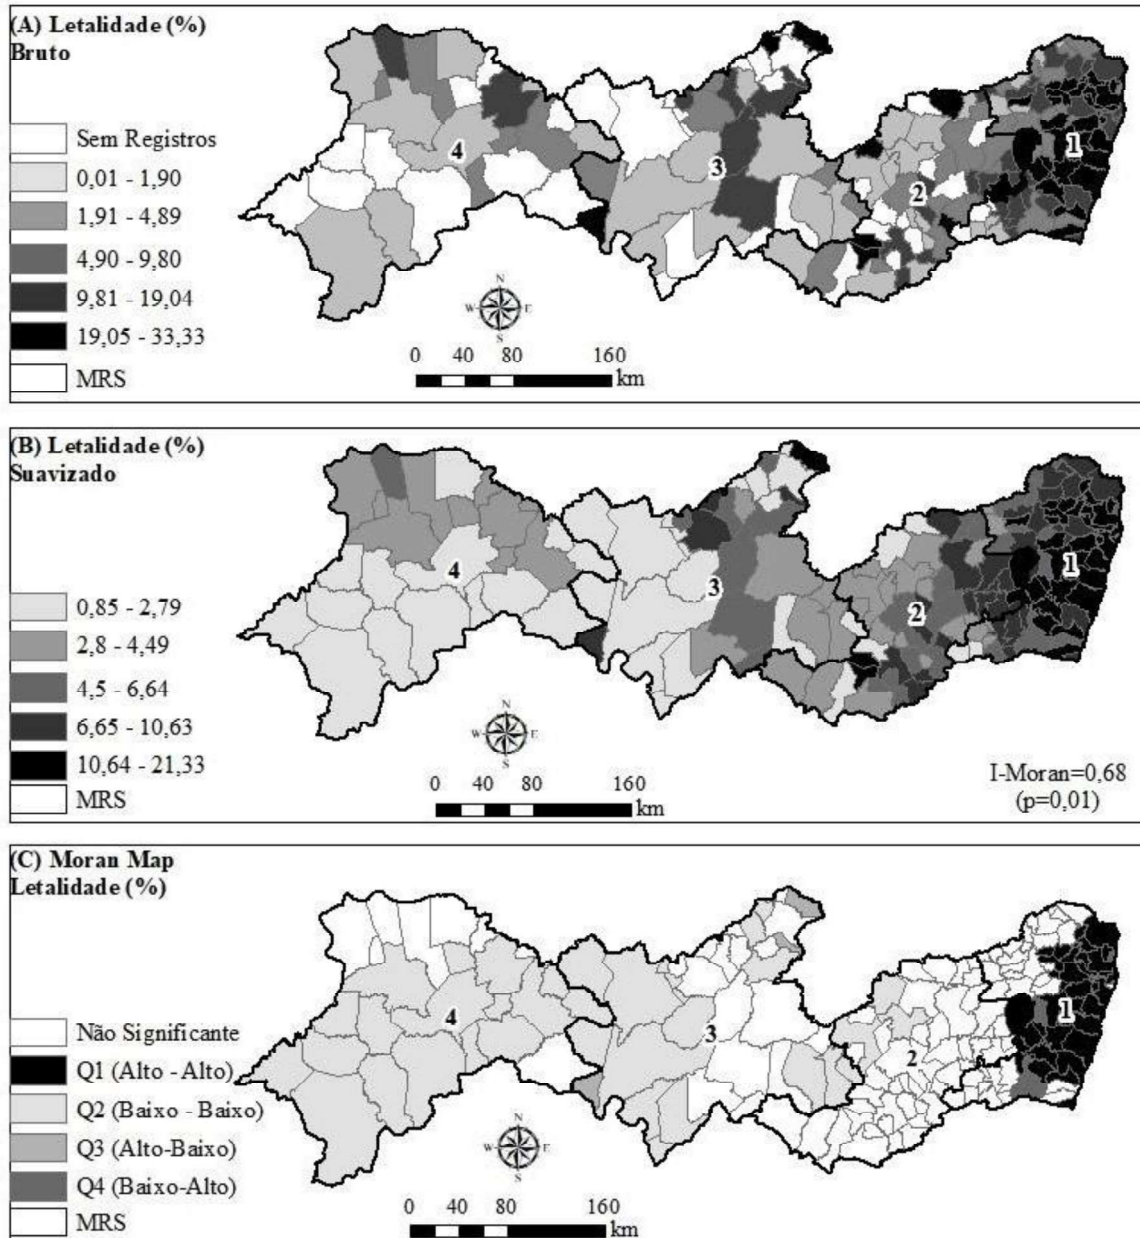 (A) Letalidade (%)
Bruto
Sem Registros
0,01 - 1,90
1,91 - 4,89
4,90 - 9,80
9,81 - 19,04
19,05 - 33,33
MRS
4
3
2
1
N
W E
S
0 40 80 160
km
(B) Letalidade (%)
Suavizado
0,85 - 2,79
2,8 - 4,49
4,5 - 6,64
6,65 - 10,63
10,64 - 21,33
MRS
4
3
2
1
N
W E
S
0 40 80 160
km
I-Moran=0,68
(p=0,01)
(C) Moran Map
Letalidade (%)
Não Significante
Q1 (Alto -Alto)
Q2 (Baixo - Baixo)
Q3 (Alto-Baixo)
Q4 (Baixo-Alto)
MRS
4
3
2
1
N
W E
S
0 40 80 160
km